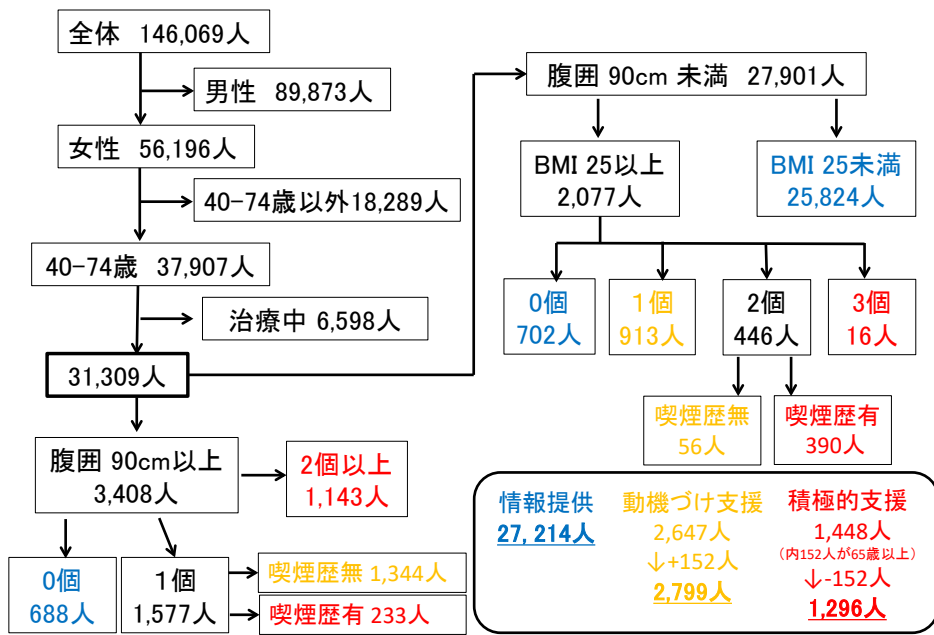 全体 146,069人
男性 89,873人
女性 56,196人
40-74歳以外18,289人
40-74歳 37,907人
治療中 6,598人
31,309人
腹囲 90cm以上
3,408人
2個以上
1,143人
0個
688人
1個
1,577人
喫煙歴無 1,344人
喫煙歴有 233人
腹囲 90cm 未満 27,901人
BMI 25以上
2,077人
BMI 25未満
25,824人
0個
702人
1個
913人
2個
446人
3個
16人
喫煙歴無
56人
喫煙歴有
390人
情報提供
27,214人
動機づけ支援
2,647人
↓+152人
2,799人
積極的支援
1,448人
(内152人が65歳以上)
↓-152人
1,296人